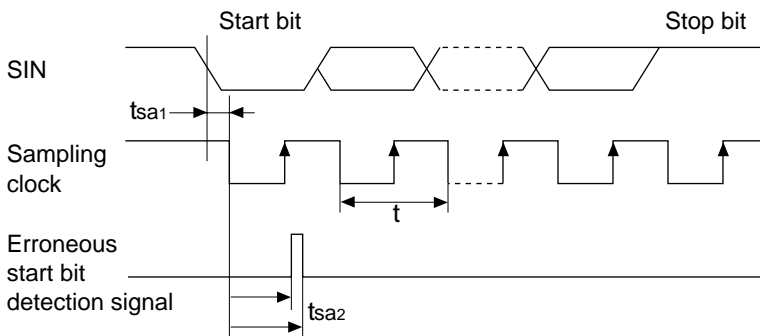 Start bit
Stop bit
SIN
tsa1
Sampling
clock
t
Erroneous
start bit
detection signal
tsa2